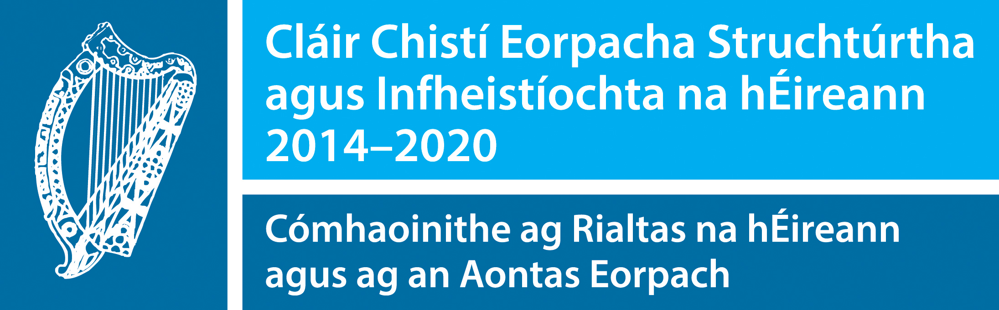 Cláir Chistí Eorpacha Struchtúrtha
agus Infheistíochta na hÉireann
2014–2020
Cómhaoinithe ag Rialtas na hÉireann
agus ag an Aontas Eorpach